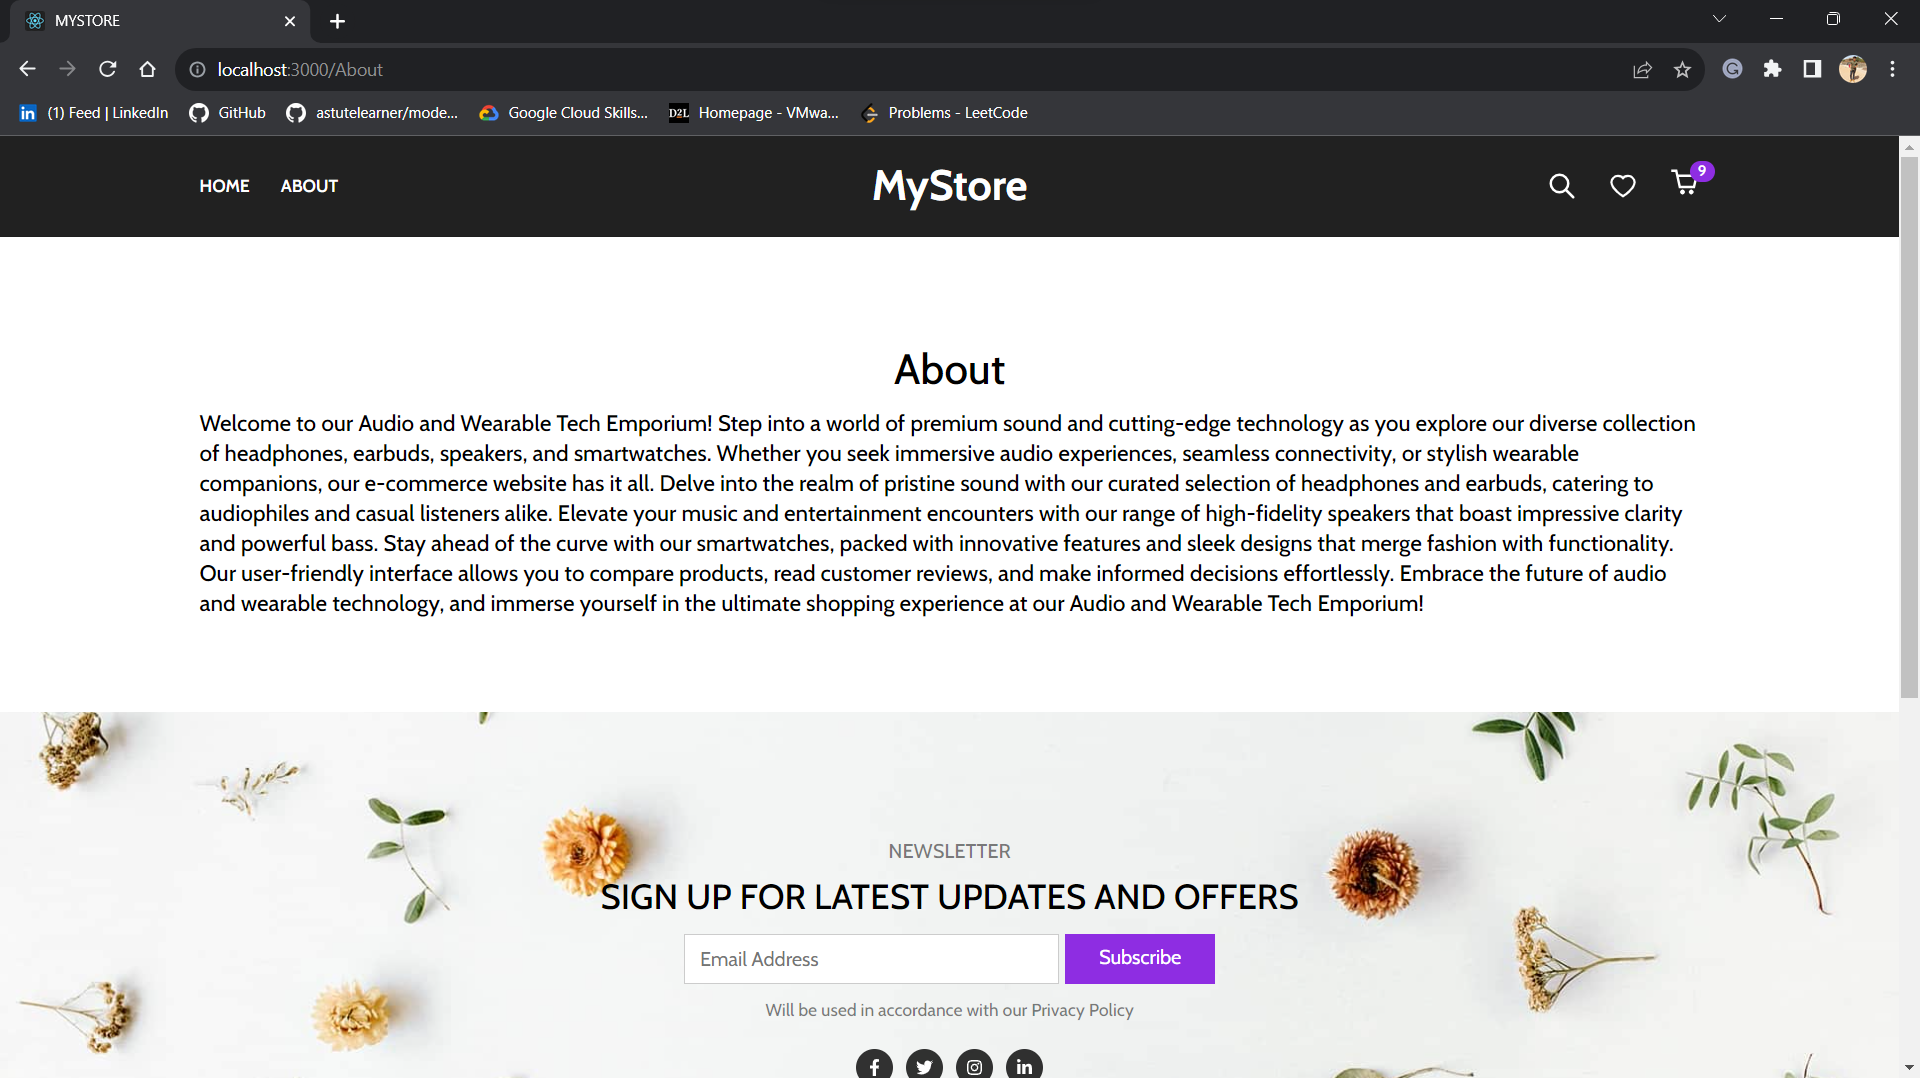 MYSTORE
localhost:3000/About
(1) Feed | LinkedIn
GitHub
astutelearner/mode...
Google Cloud Skills...
D2L
Homepage - VMwa...
Problems - LeetCode
HOME
ABOUT
MyStore
9
About
Welcome to our Audio and Wearable Tech Emporium! Step into a world of premium sound and cutting-edge technology as you explore our diverse collection
of headphones, earbuds, speakers, and smartwatches. Whether you seek immersive audio experiences, seamless connectivity, or stylish wearable
companions, our e-commerce website has it all. Delve into the realm of pristine sound with our curated selection of headphones and earbuds, catering to
audiophiles and casual listeners alike. Elevate your music and entertainment encounters with our range of high-fidelity speakers that boast impressive clarity
and powerful bass. Stay ahead of the curve with our smartwatches, packed with innovative features and sleek designs that merge fashion with functionality.
Our user-friendly interface allows you to compare products, read customer reviews, and make informed decisions effortlessly. Embrace the future of audio
and wearable technology, and immerse yourself in the ultimate shopping experience at our Audio and Wearable Tech Emporium!
NEWSLETTER
SIGN UP FOR LATEST UPDATES AND OFFERS
Email Address
Subscribe
Will be used in accordance with our Privacy Policy